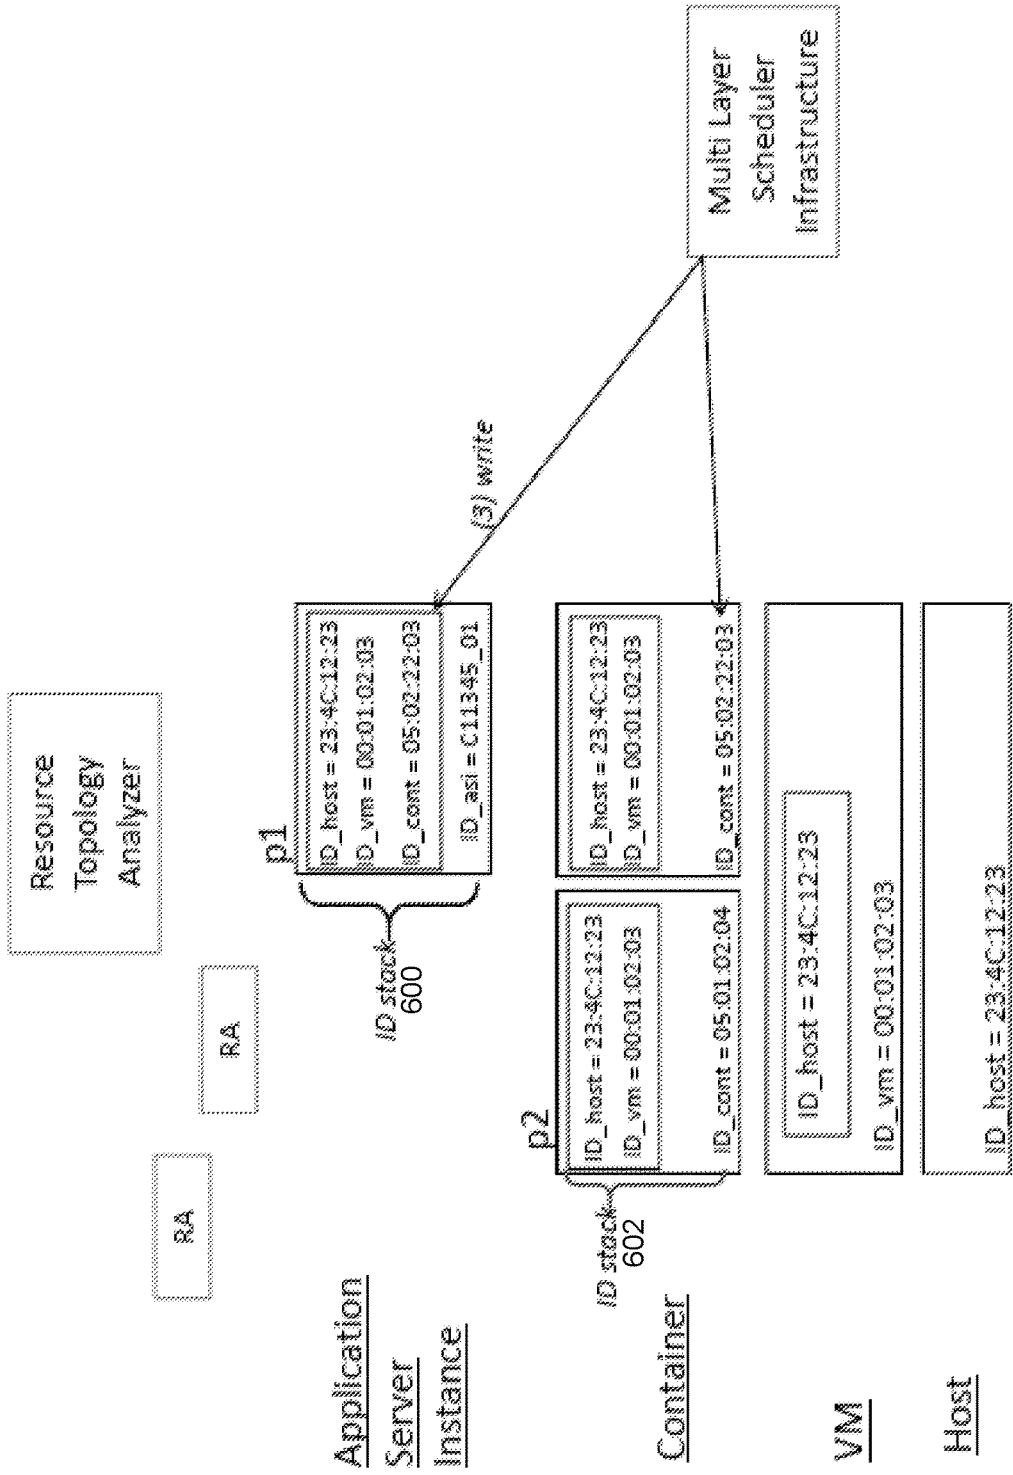 Resource
Topology
Analyzer
RA
RA
Application
Server
Instance
p1
ID stack
600
ID_host = 23:4C:12:23
ID_vm = 00:01:02:03
ID_cont = 05:02:22:03
ID_asi = C11345_01
(3) write
Multi Layer
Scheduler
Infrastructure
Container
p2
ID stack
602
ID_host = 23:4C:12:23
ID_vm = 00:01:02:03
ID_cont = 05:01:02:04
ID_host = 23:4C:12:23
ID_vm = 00:01:02:03
ID_cont = 05:02:22:03
VM
ID_host = 23:4C:12:23
ID_vm = 00:01:02:03
Host
ID_host = 23:4C:12:23